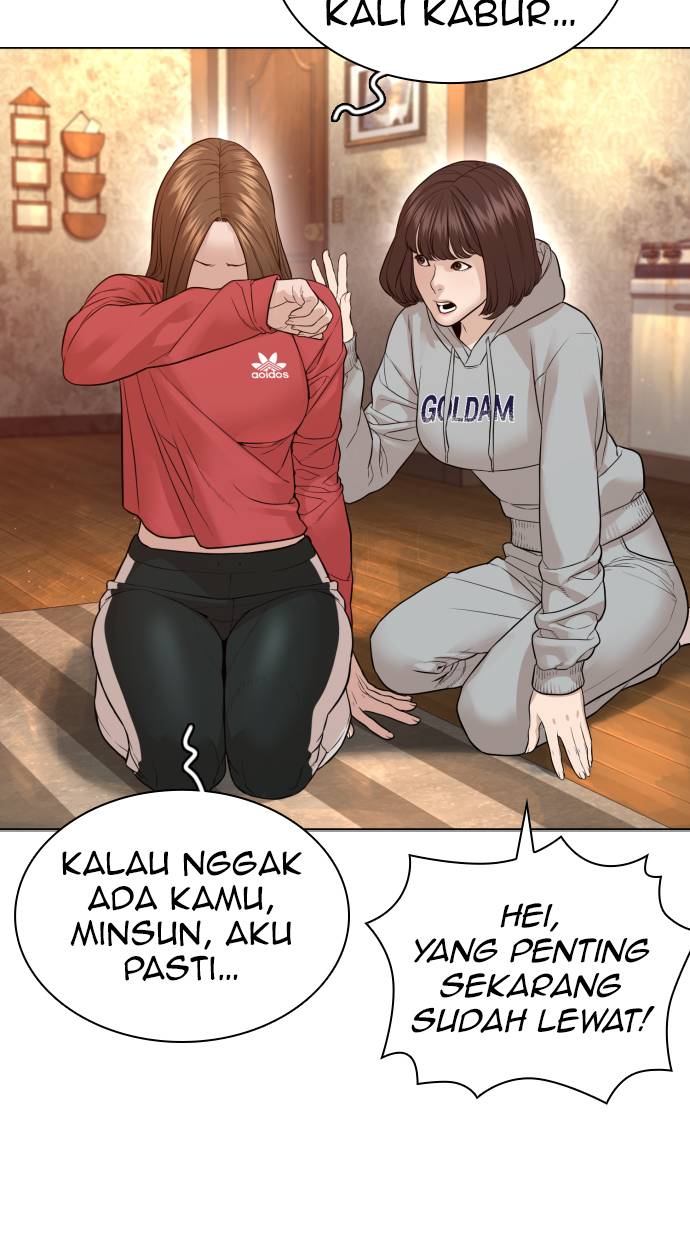 KALI KABUR...
aoidos
GOLDAM
KALAU NGGAK
ADA KAMU,
MINSUN, AKU
PASTI...
HEI,
YANG PENTING
SEKARANG
SUDAH LEWAT!